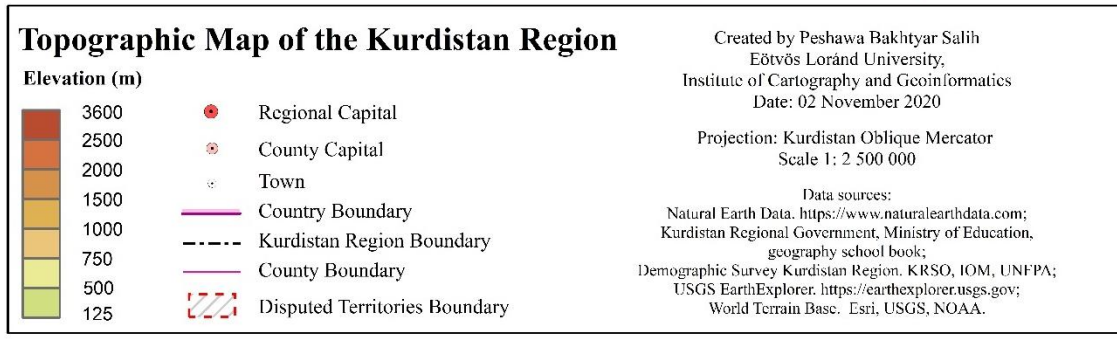 Topographic Map of the Kurdistan Region
Elevation (m)
3600
2500
2000
1500
1000
750
500
125
Regional Capital
County Capital
Town
Country Boundary
Kurdistan Region Boundary
County Boundary
Disputed Territories Boundary
Created by Peshawa Bakhtyar Salih
Eötvös Loránd University,
Institute of Cartography and Geoinformatics
Date: 02 November 2020
Projection: Kurdistan Oblique Mercator
Scale 1: 2 500 000
Data sources:
Natural Earth Data. https://www.naturalearthdata.com;
Kurdistan Regional Government, Ministry of Education,
geography school book;
Demographic Survey Kurdistan Region. KRSO, IOM, UNFPA;
USGS EarthExplorer. https://earthexplorer.usgs.gov;
World Terrain Base. Esri, USGS, NOAA.